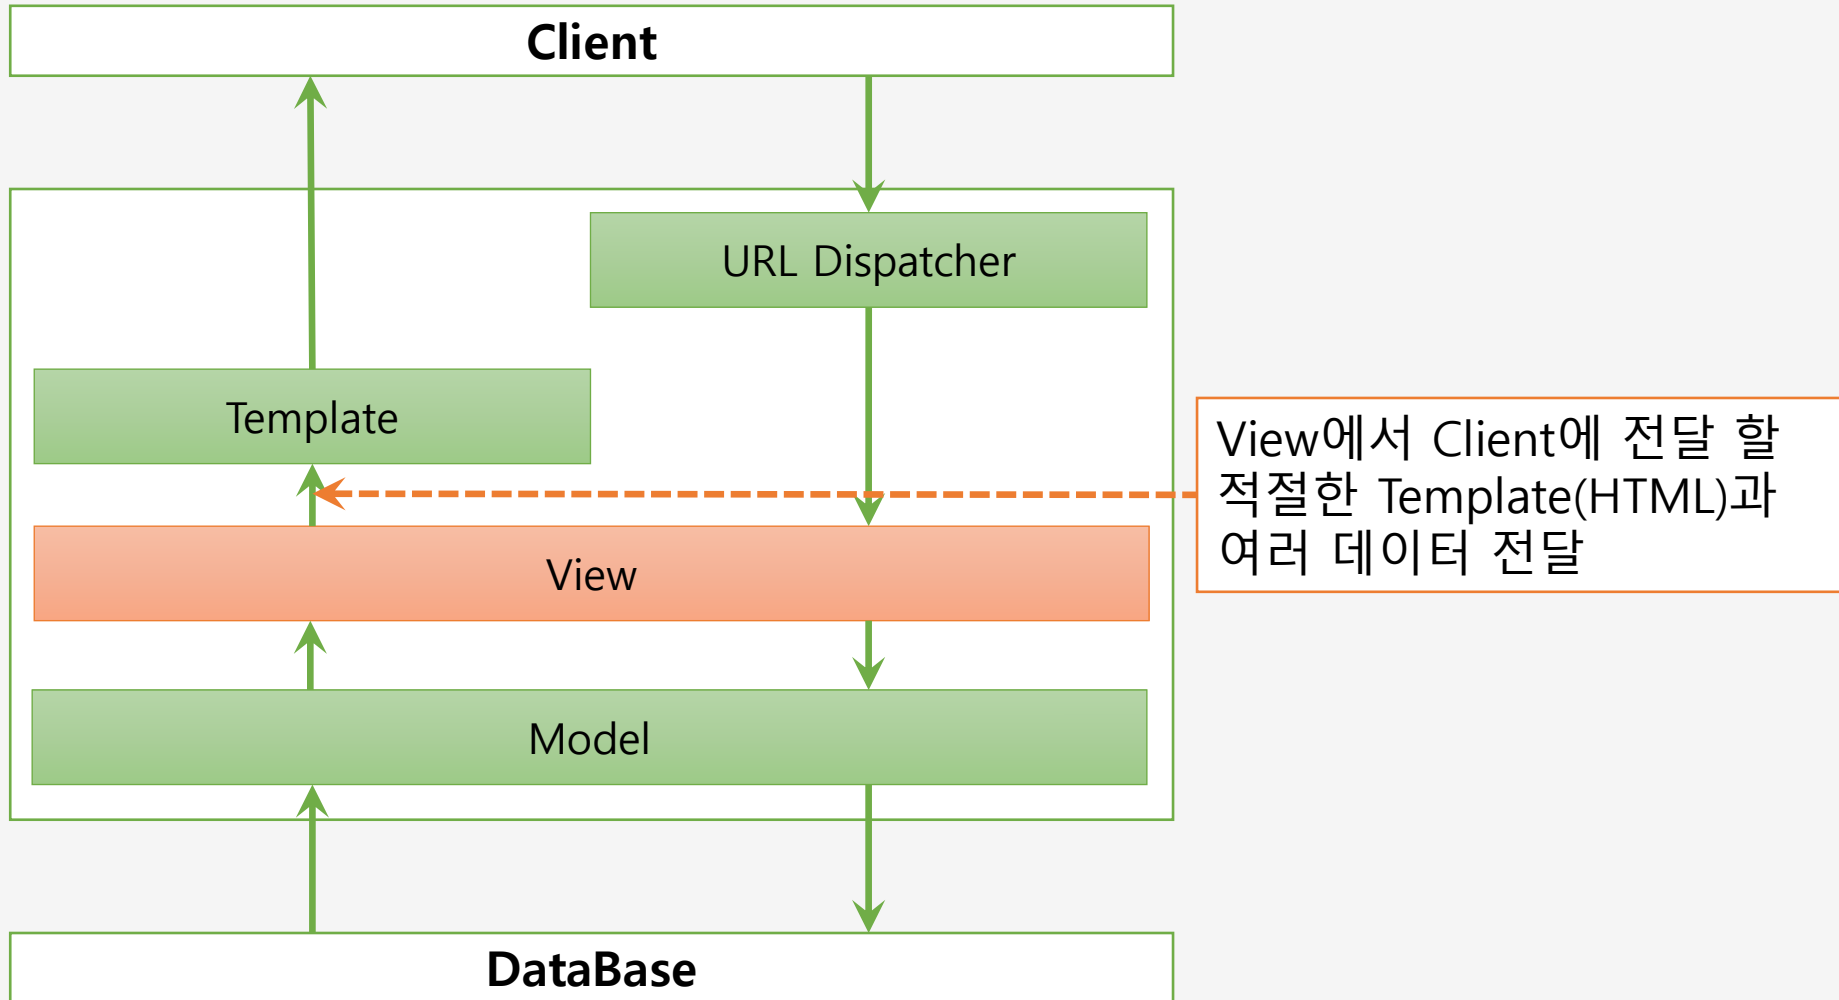 Client
URL Dispatcher
Template
View에서 Client에 전달 할
적절한 Template(HTML)과
여러 데이터 전달
View
Model
DataBase